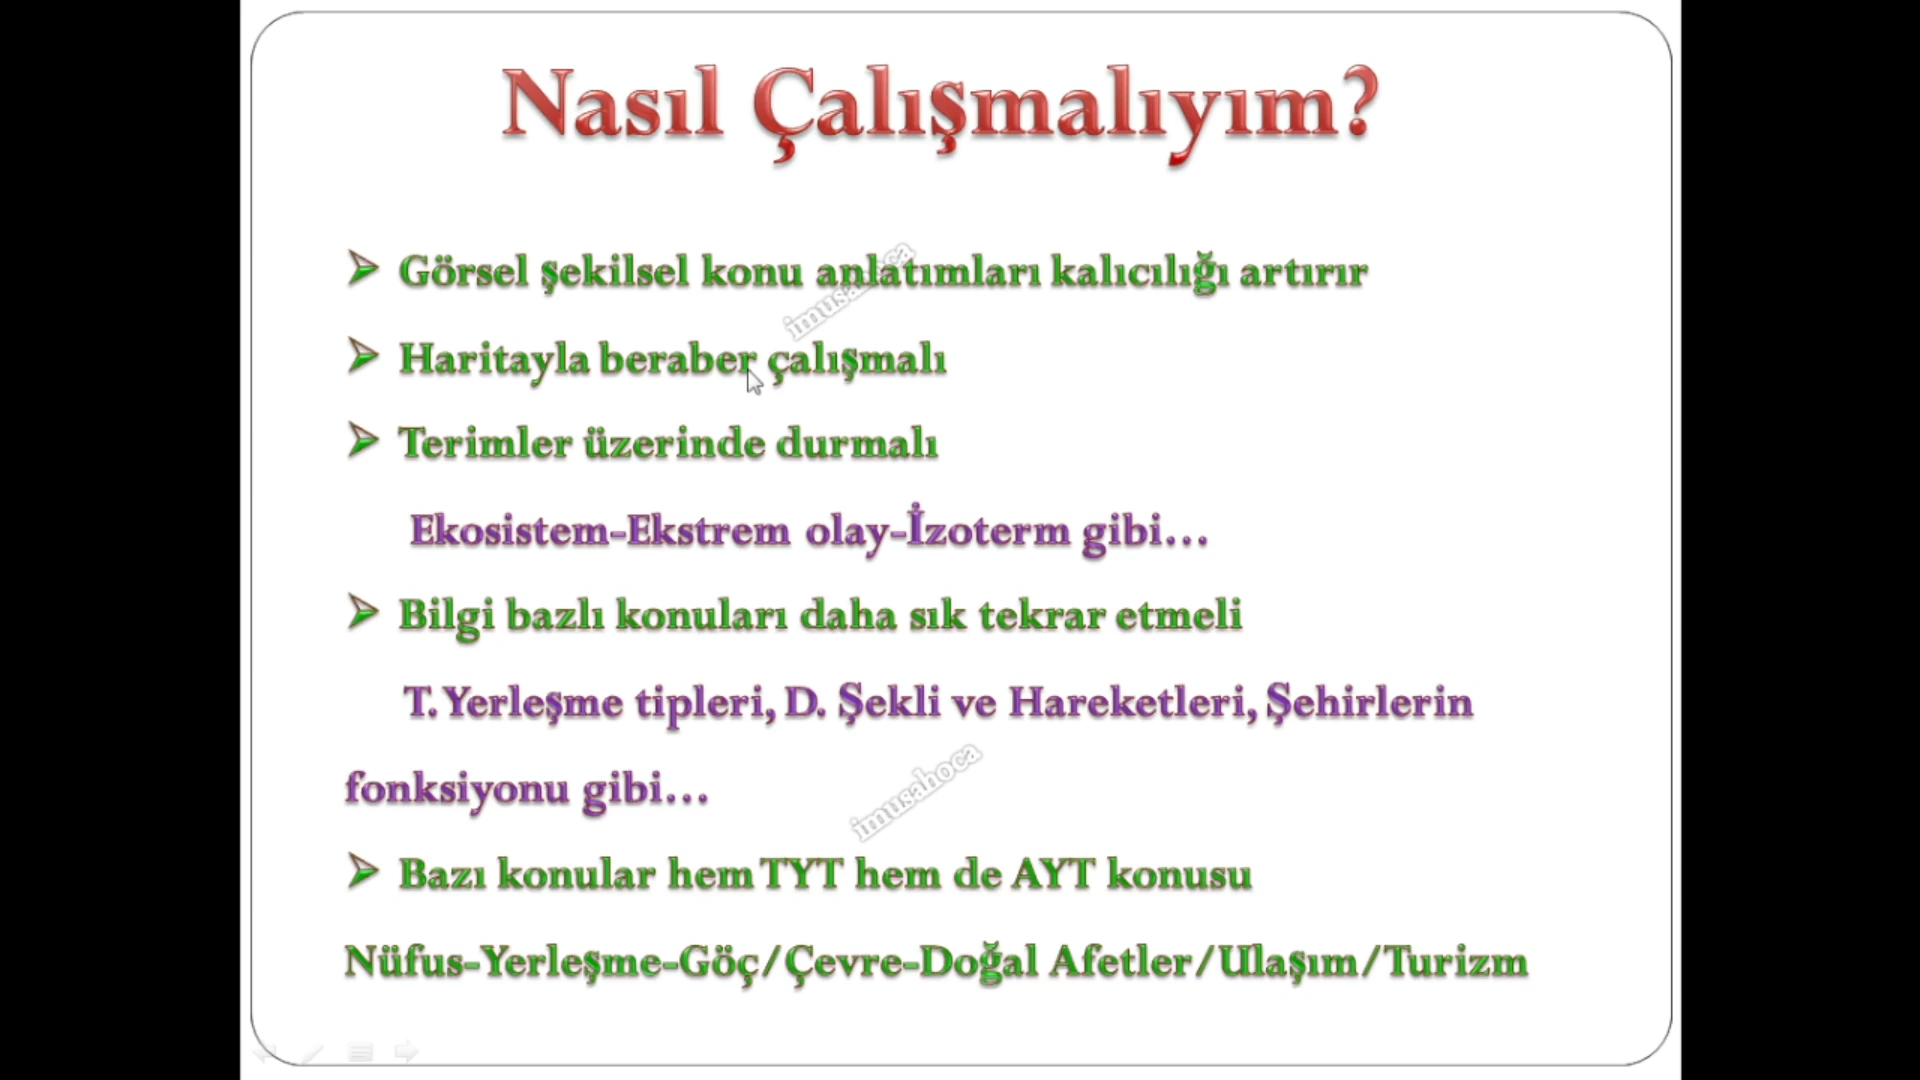 Nasıl Çalışmalıyım?
Görsel şekilsel konu anlatımları kalıcılığı artırır
imusahoca
Haritayla beraber çalışmalı
Terimler üzerinde durmalı
Ekosistem-Ekstrem olay-İzoterm gibi…
Bilgi bazlı konuları daha sık tekrar etmeli
T. Yerleşme tipleri, D. Şekli ve Hareketleri, Şehirlerin
fonksiyonu gibi…
imusahoca
Bazı konular hem TYT hem de AYT konusu
Nüfus-Yerleşme-Göç/Çevre-Doğal Afetler/Ulaşım/Turizm